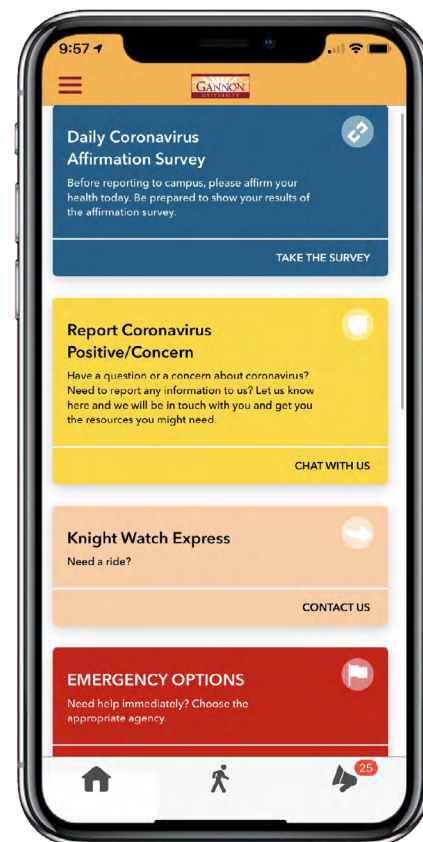 9:57
GANNON
UNIVERSITY
Daily Coronavirus
Affirmation Survey
Before reporting to campus, please affirm your
health today. Be prepared to show your results of
the affirmation survey.
TAKE THE SURVEY
Report Coronavirus
Positive/Concern
Have a question or a concern about coronavirus?
Need to report any information to us? Let us know
here and we will be in touch with you and get you
the resources you might need.
CHAT WITH US
Knight Watch Express
Need a ride?
CONTACT US
EMERGENCY OPTIONS
Need help immediately? Choose the
appropriate agency.
25